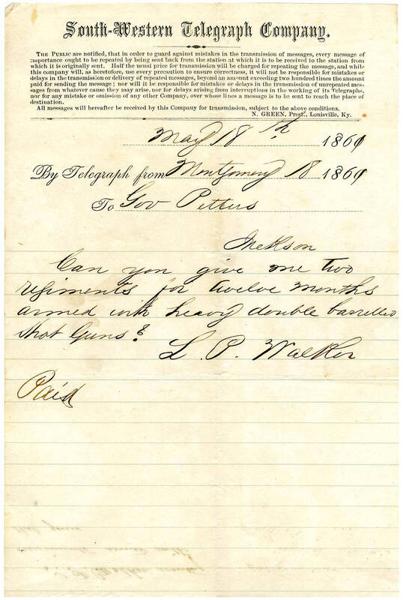 South-Western Telegraph Company.
THE PUBLIC are notified, that in order to guard against mistakes in the transmission of messages, every message of
importance ought to be repeated by being sent back from the station at which it is to be received to the station from
which it is originally sent. Half the usual price for transmission will be charged for repeating the message, and while
this company will, as heretofore, use every precaution to ensure correctness, it will not be responsible for mistakes or
delays in the transmission or delivery of repeated messages, beyond an amount exceeding two hundred times the amount
paid for sending the message; nor will it be responsible for mistakes or delays in the transmission of unrepeated mes-
sages from whatever cause they may arise, nor for delays arising from interruptions in the working of its Telegraphs,
nor for any mistake or omission of any other Company, over whose lines a message is to be sent to reach the place of
destination.
All messages will hereafter be received by this Company for transmission, subject to the above conditions.
N. GREEN, Prest., Louisville, Ky.
May 18th 1861
By Telegraph from Montgomery 18 1861
To Gov Pettus
Jackson
Can you give one two
regiments for twelve months
armed with heavy double barrelled
shot Guns?
L. P. Walker
Paid